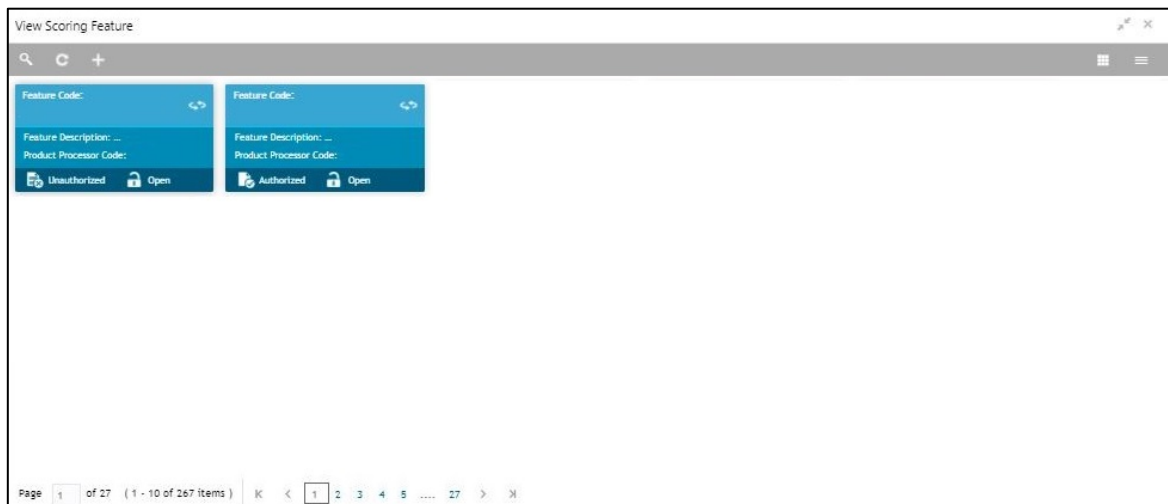 View Scoring Feature
Feature Code:
Feature Description: ...
Product Processor Code:
Unauthorized Open
Feature Code:
Feature Description: ...
Product Processor Code:
Authorized Open
Page 1 of 27 ( 1 - 10 of 267 items ) K < 1 2 3 4 5 .... 27 > >|